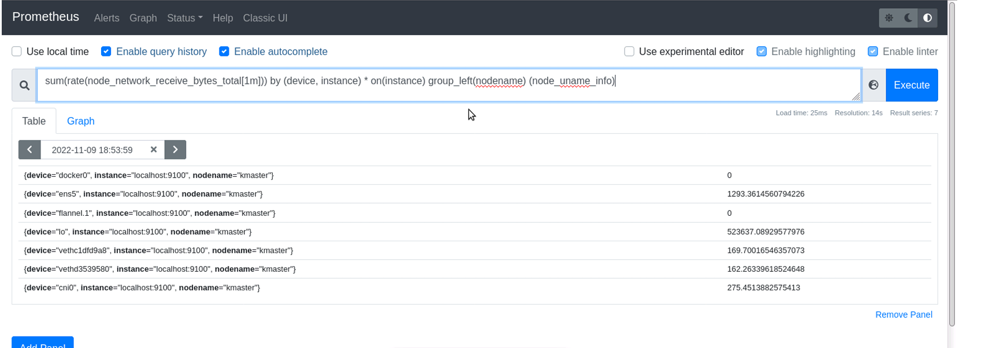 Prometheus Alerts Graph Status Help Classic UI
Use local time Enable query history Enable autocomplete Use experimental editor Enable highlighting Enable linter
sum(rate(node_network_receive_bytes_total[1m])) by (device, instance) * on(instance) group_left(nodename) (node_uname_info) Execute
Load time: 25ms Resolution: 14s Result series: 7
Table Graph
2022-11-09 18:53:59
{device="docker0", instance="localhost:9100", nodename="kmaster"} 0
{device="ens5", instance="localhost:9100", nodename="kmaster"} 1293.3614560794226
{device="flannel.1", instance="localhost:9100", nodename="kmaster"} 0
{device="lo", instance="localhost:9100", nodename="kmaster"} 523637.08929577976
{device="vethc1dfd9a8", instance="localhost:9100", nodename="kmaster"} 169.70016546357073
{device="vethd3539580", instance="localhost:9100", nodename="kmaster"} 162.26339618524648
{device="cni0", instance="localhost:9100", nodename="kmaster"} 275.4513882575413
Remove Panel
Add Panel